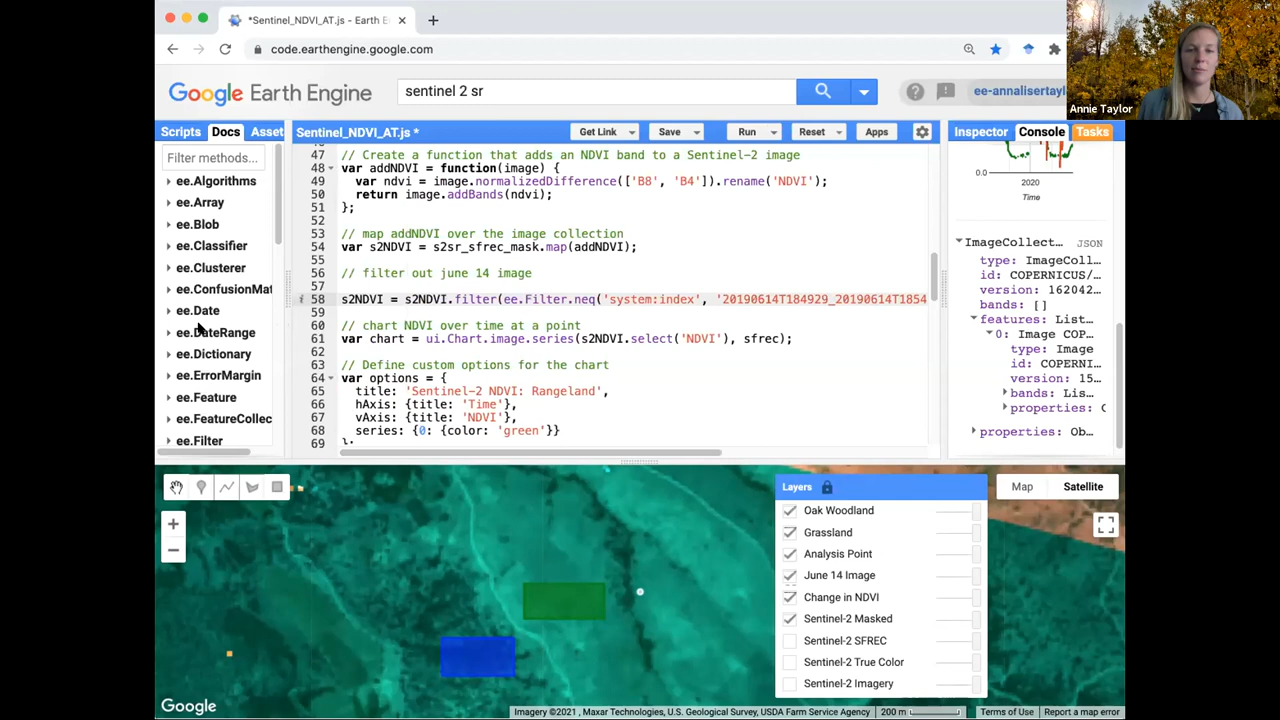 *Sentinel_NDVI_AT.js - Earth E
code.earthengine.google.com
Google Earth Engine
sentinel 2 sr
ee-annalisertayl
Annie Taylor
Scripts Docs Asset
Sentinel_NDVI_AT.js *
Get Link Save Run Reset Apps
Inspector Console Tasks
Filter methods...
ee.Algorithms
ee.Array
ee.Blob
ee.Classifier
ee.Clusterer
ee.ConfusionMat
ee.Date
ee.DateRange
ee.Dictionary
ee.ErrorMargin
ee.Feature
ee.FeatureCollec
ee.Filter
47 // Create a function that adds an NDVI band to a Sentinel-2 image
48 var addNDVI = function(image) {
49 var ndvi = image.normalizedDifference(['B8', 'B4']).rename('NDVI');
50 return image.addBands(ndvi);
51 };
52
53 // map addNDVI over the image collection
54 var s2NDVI = s2sr_sfrec_mask.map(addNDVI);
55
56 // filter out june 14 image
57
58 s2NDVI = s2NDVI.filter(ee.Filter.neq('system:index', '20190614T184929_20190614T1854
59
60 // chart NDVI over time at a point
61 var chart = ui.Chart.image.series(s2NDVI.select('NDVI'), sfrec);
62
63 // Define custom options for the chart
64 var options = {
65 title: 'Sentinel-2 NDVI: Rangeland',
66 hAxis: {title: 'Time'},
67 vAxis: {title: 'NDVI'},
68 series: {0: {color: 'green'}}
69 };
0.0
2020
Time
ImageCollect… JSON
type: ImageColl…
id: COPERNICUS/…
version: 162042…
bands: []
features: List…
0: Image COP…
type: Image
id: COPERNI…
version: 15…
bands: Lis…
properties: O
properties: Ob…
Layers
Oak Woodland
Grassland
Analysis Point
June 14 Image
Change in NDVI
Sentinel-2 Masked
Sentinel-2 SFREC
Sentinel-2 True Color
Sentinel-2 Imagery
Map Satellite
Google
Imagery ©2021 , Maxar Technologies, U.S. Geological Survey, USDA Farm Service Agency 200 m Terms of Use Report a map error